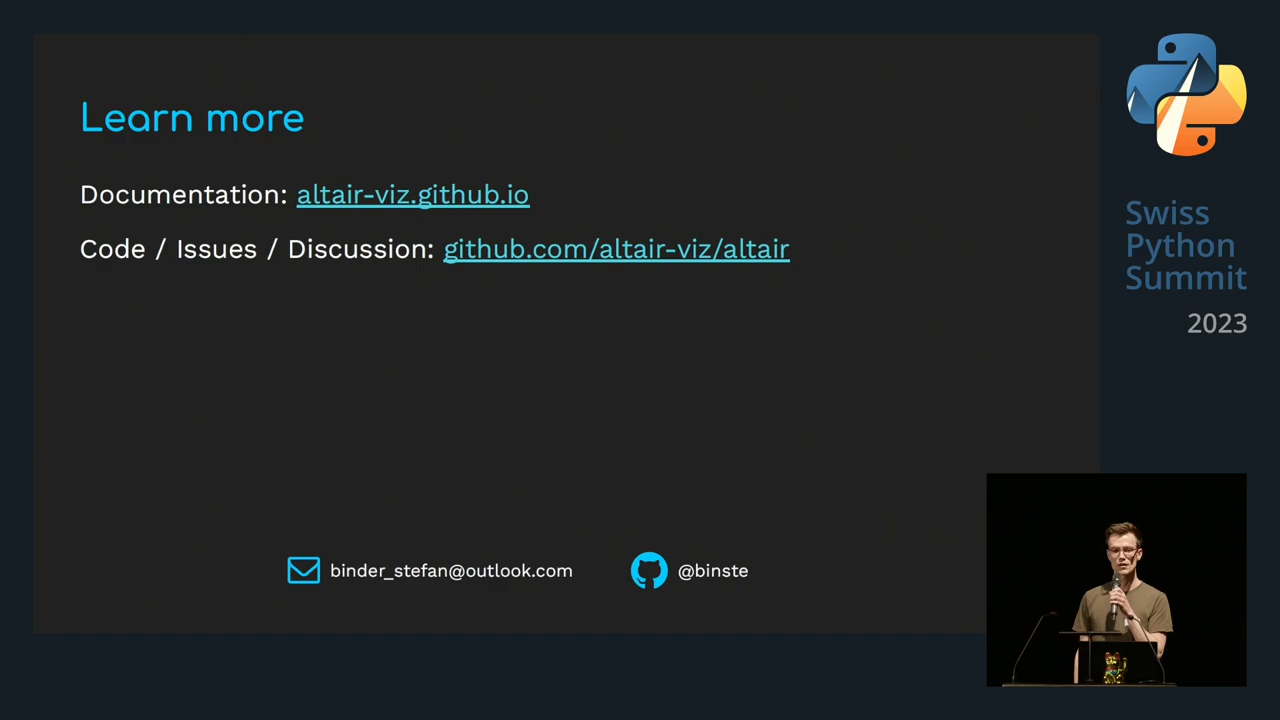 Learn more
Documentation: altair-viz.github.io
Code / Issues / Discussion: github.com/altair-viz/altair
binder_stefan@outlook.com
@binste
Swiss
Python
Summit
2023